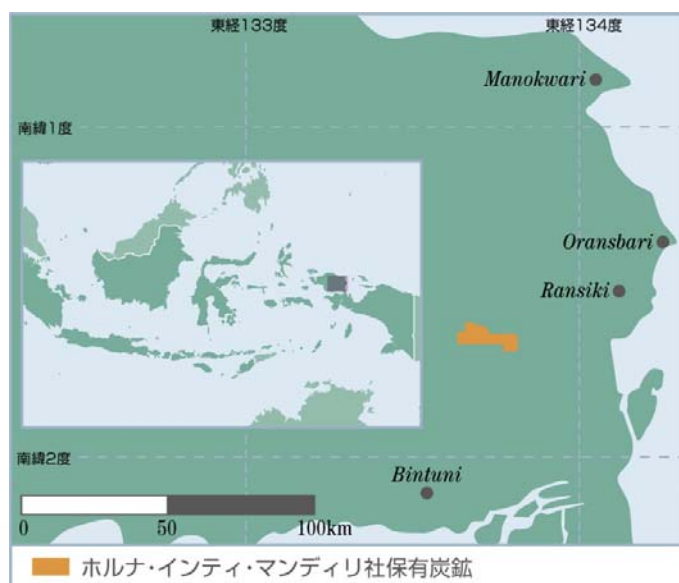 東経133度
東経134度
Manokwari
南緯1度
Oransbari
Ransiki
南緯2度
Bintuni
0 50 100km
ホルナ・インティ・マンディリ社保有炭鉱